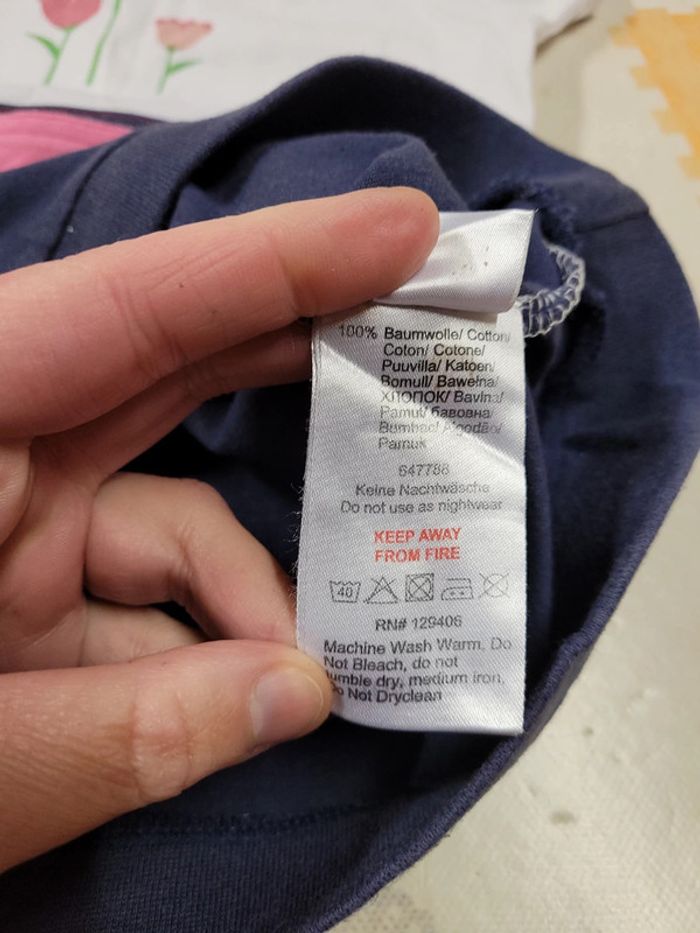 100% Baumwolle/ Cotton/
Coton/ Cotone/
Puuvilla/ Katoen/
Bomull/ Bawełna/
ХЛОПОК/ Bavlna/
Pamut/ бавовна/
Bumbac/ Algodão/
Pamuk
647786
Keine Nachtwäsche
Do not use as nightwear
KEEP AWAY
FROM FIRE
40
RN# 129406
Machine Wash Warm, Do
Not Bleach, do not
tumble dry, medium iron,
Do Not Dryclean